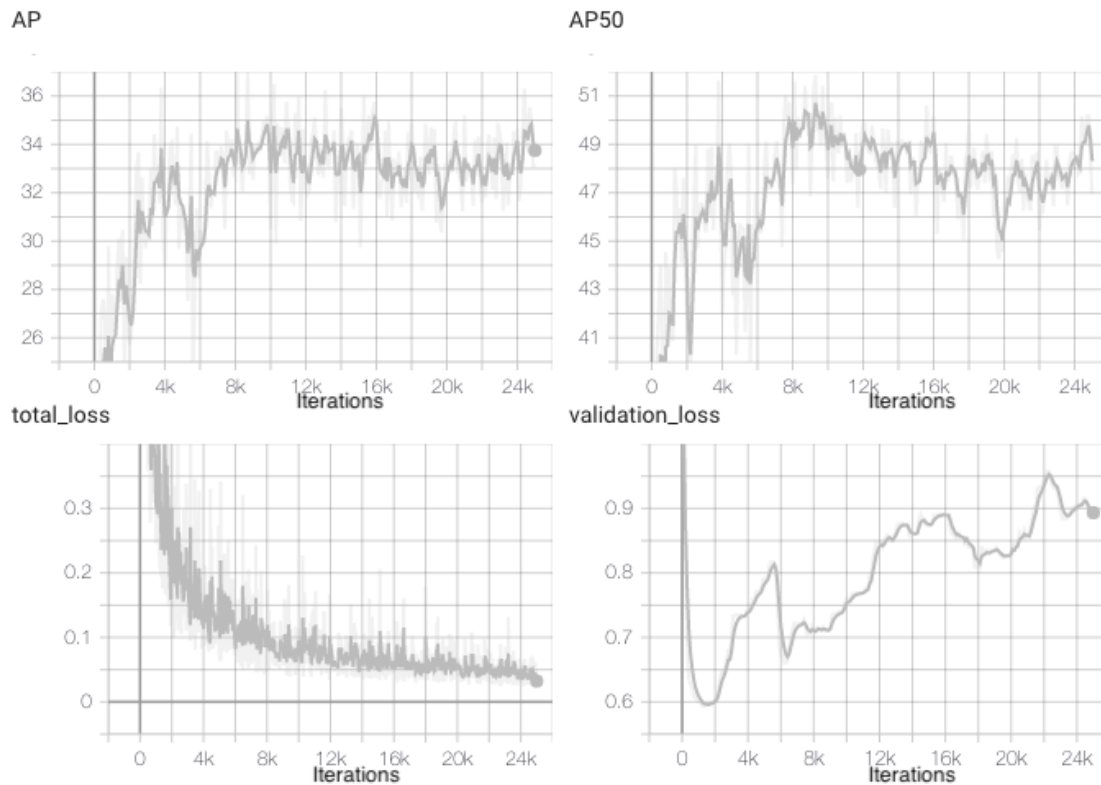 AP
36
34
32
30
28
26
0 4k 8k 12k 16k 20k 24k
Iterations
AP50
51
49
47
45
43
41
0 4k 8k 12k 16k 20k 24k
Iterations
total_loss
0.3
0.2
0.1
0
0 4k 8k 12k 16k 20k 24k
Iterations
validation_loss
0.9
0.8
0.7
0.6
0 4k 8k 12k 16k 20k 24k
Iterations